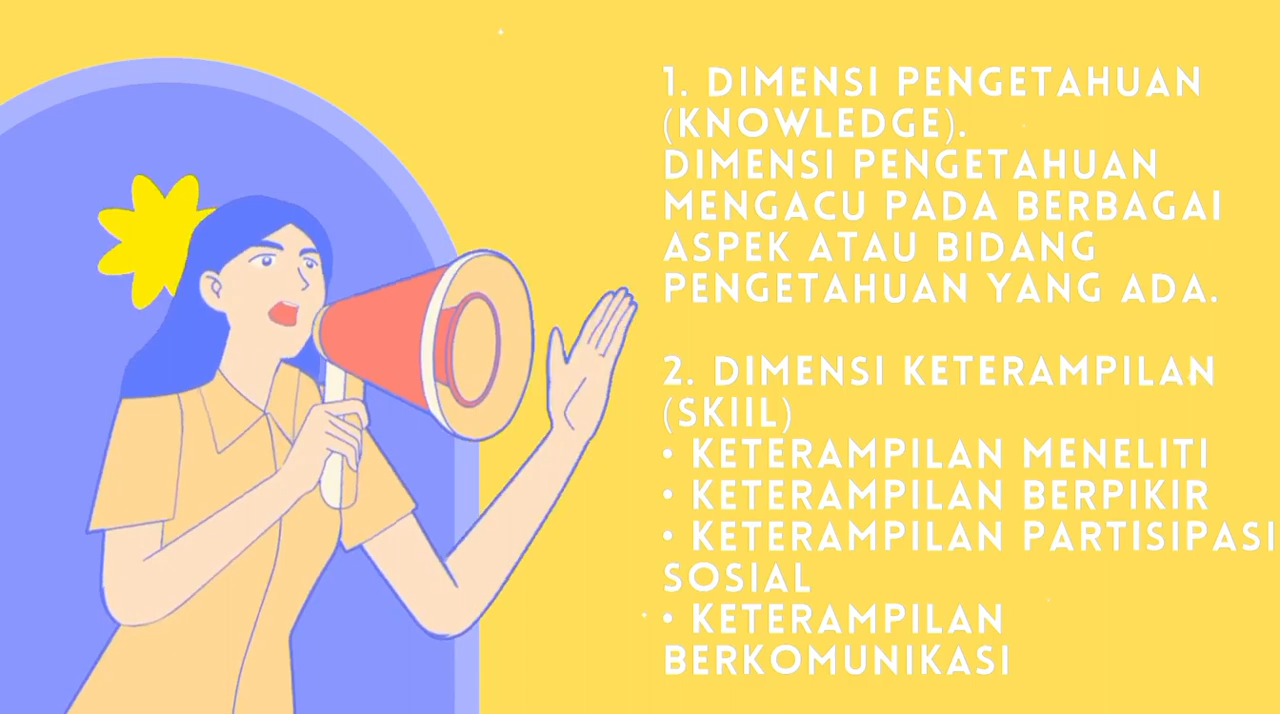 1. DIMENSI PENGETAHUAN
(KNOWLEDGE).
DIMENSI PENGETAHUAN
MENGACU PADA BERBAGAI
ASPEK ATAU BIDANG
PENGETAHUAN YANG ADA.
2. DIMENSI KETERAMPILAN
(SKIIL)
• KETERAMPILAN MENELITI
• KETERAMPILAN BERPIKIR
• KETERAMPILAN PARTISIPASI
SOSIAL
• KETERAMPILAN
BERKOMUNIKASI